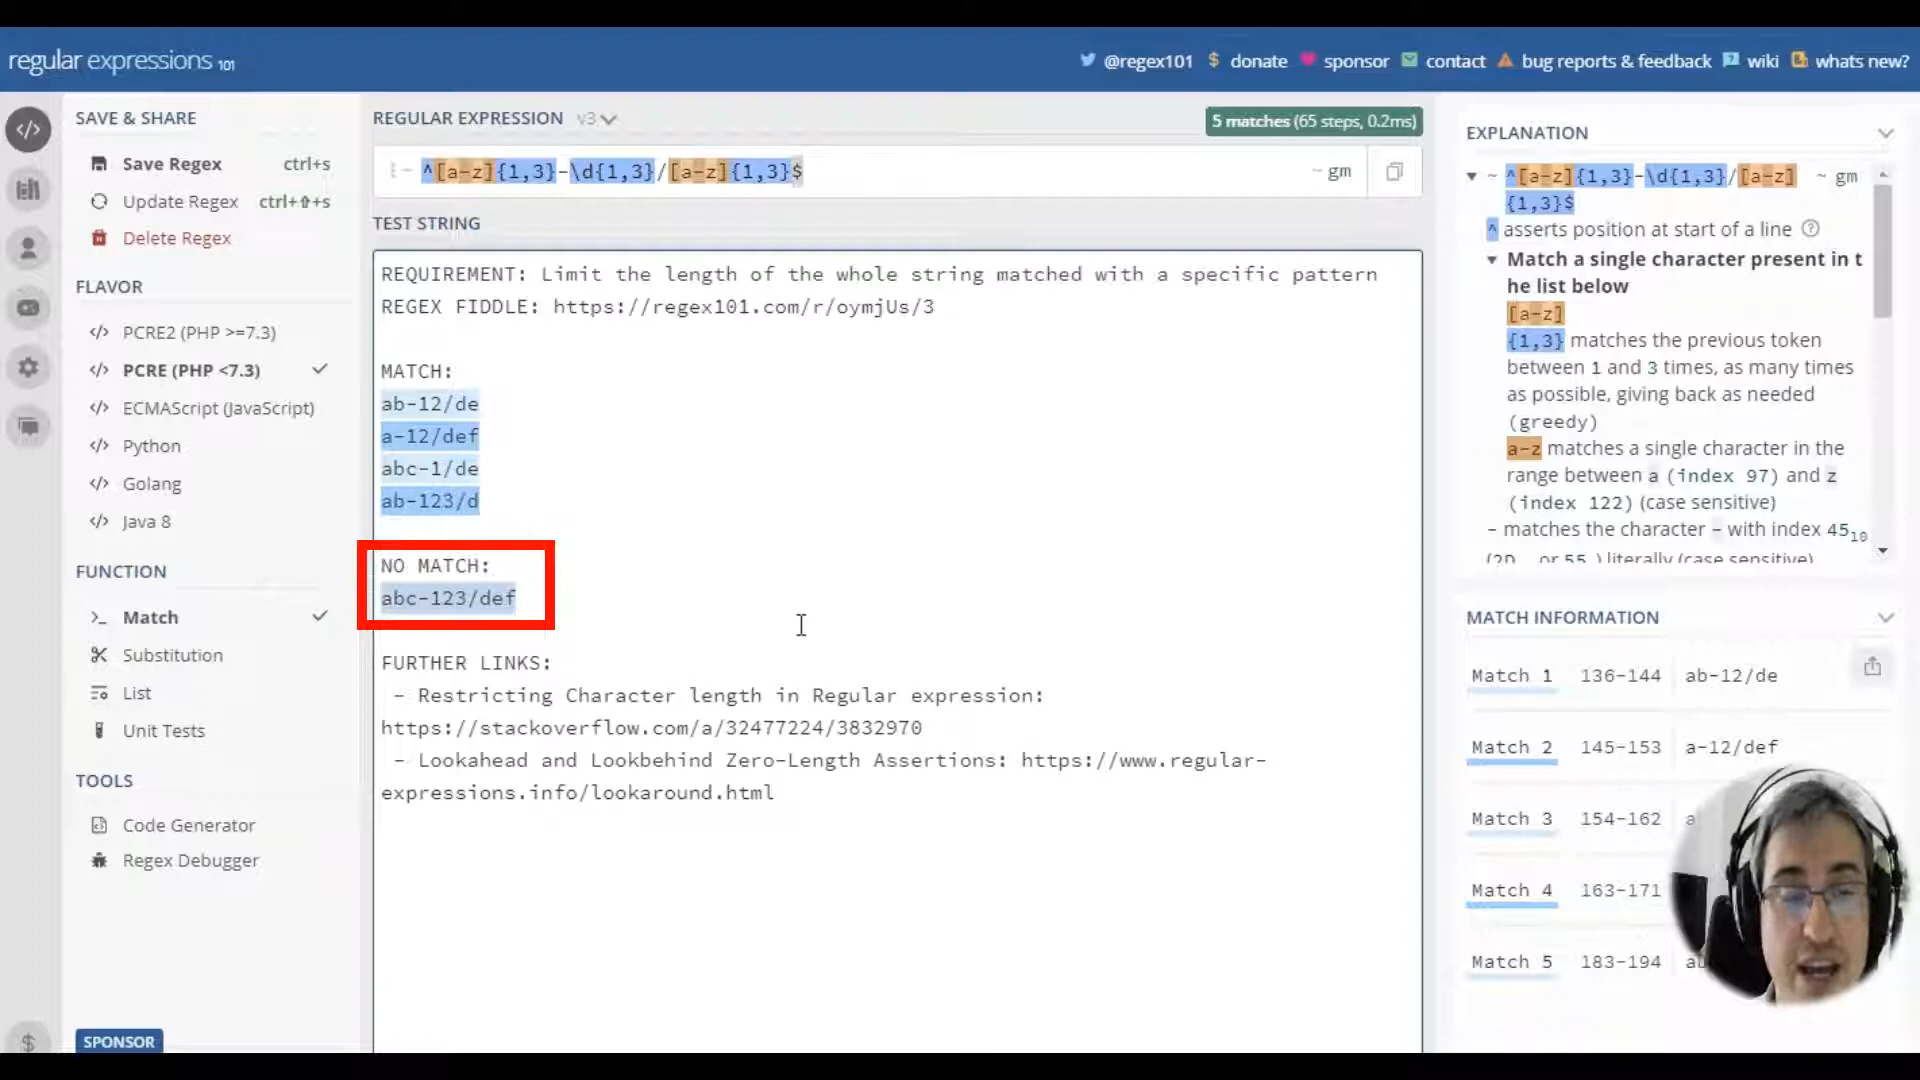 regular expressions 101
@regex101 donate sponsor contact bug reports & feedback wiki whats new?
SAVE & SHARE
Save Regex ctrl+s
Update Regex ctrl+⇧+s
Delete Regex
FLAVOR
PCRE2 (PHP >=7.3)
PCRE (PHP <7.3)
ECMAScript (JavaScript)
Python
Golang
Java 8
FUNCTION
Match
Substitution
List
Unit Tests
TOOLS
Code Generator
Regex Debugger
SPONSOR
REGULAR EXPRESSION v3
5 matches (65 steps, 0.2ms)
~ ^[a-z]{1,3}-\d{1,3}/[a-z]{1,3}$ ~ gm
TEST STRING
REQUIREMENT: Limit the length of the whole string matched with a specific pattern
REGEX FIDDLE: https://regex101.com/r/oymjUs/3
MATCH:
ab-12/de
a-12/def
abc-1/de
ab-123/d
NO MATCH:
abc-123/def
FURTHER LINKS:
- Restricting Character length in Regular expression:
https://stackoverflow.com/a/32477224/3832970
- Lookahead and Lookbehind Zero-Length Assertions: https://www.regular-
expressions.info/lookaround.html
EXPLANATION
~ ^[a-z]{1,3}-\d{1,3}/[a-z] ~ gm
{1,3}$
^ asserts position at start of a line
Match a single character present in t
he list below
[a-z]
{1,3} matches the previous token
between 1 and 3 times, as many times
as possible, giving back as needed
(greedy)
a-z matches a single character in the
range between a (index 97) and z
(index 122) (case sensitive)
- matches the character - with index 4510
literally (case sensitive)
MATCH INFORMATION
Match 1 136-144 ab-12/de
Match 2 145-153 a-12/def
Match 3 154-162 a
Match 4 163-171
Match 5 183-194